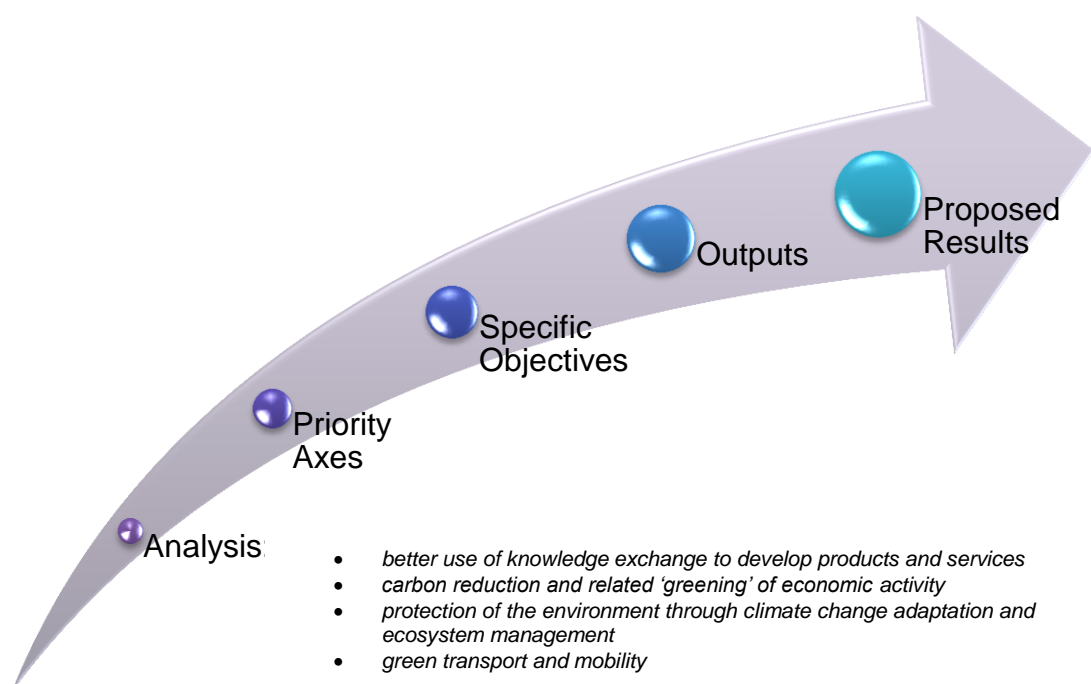 Proposed
Results
Outputs
Specific
Objectives
Priority
Axes
Analysis:
• better use of knowledge exchange to develop products and services
• carbon reduction and related ‘greening’ of economic activity
• protection of the environment through climate change adaptation and
ecosystem management
• green transport and mobility